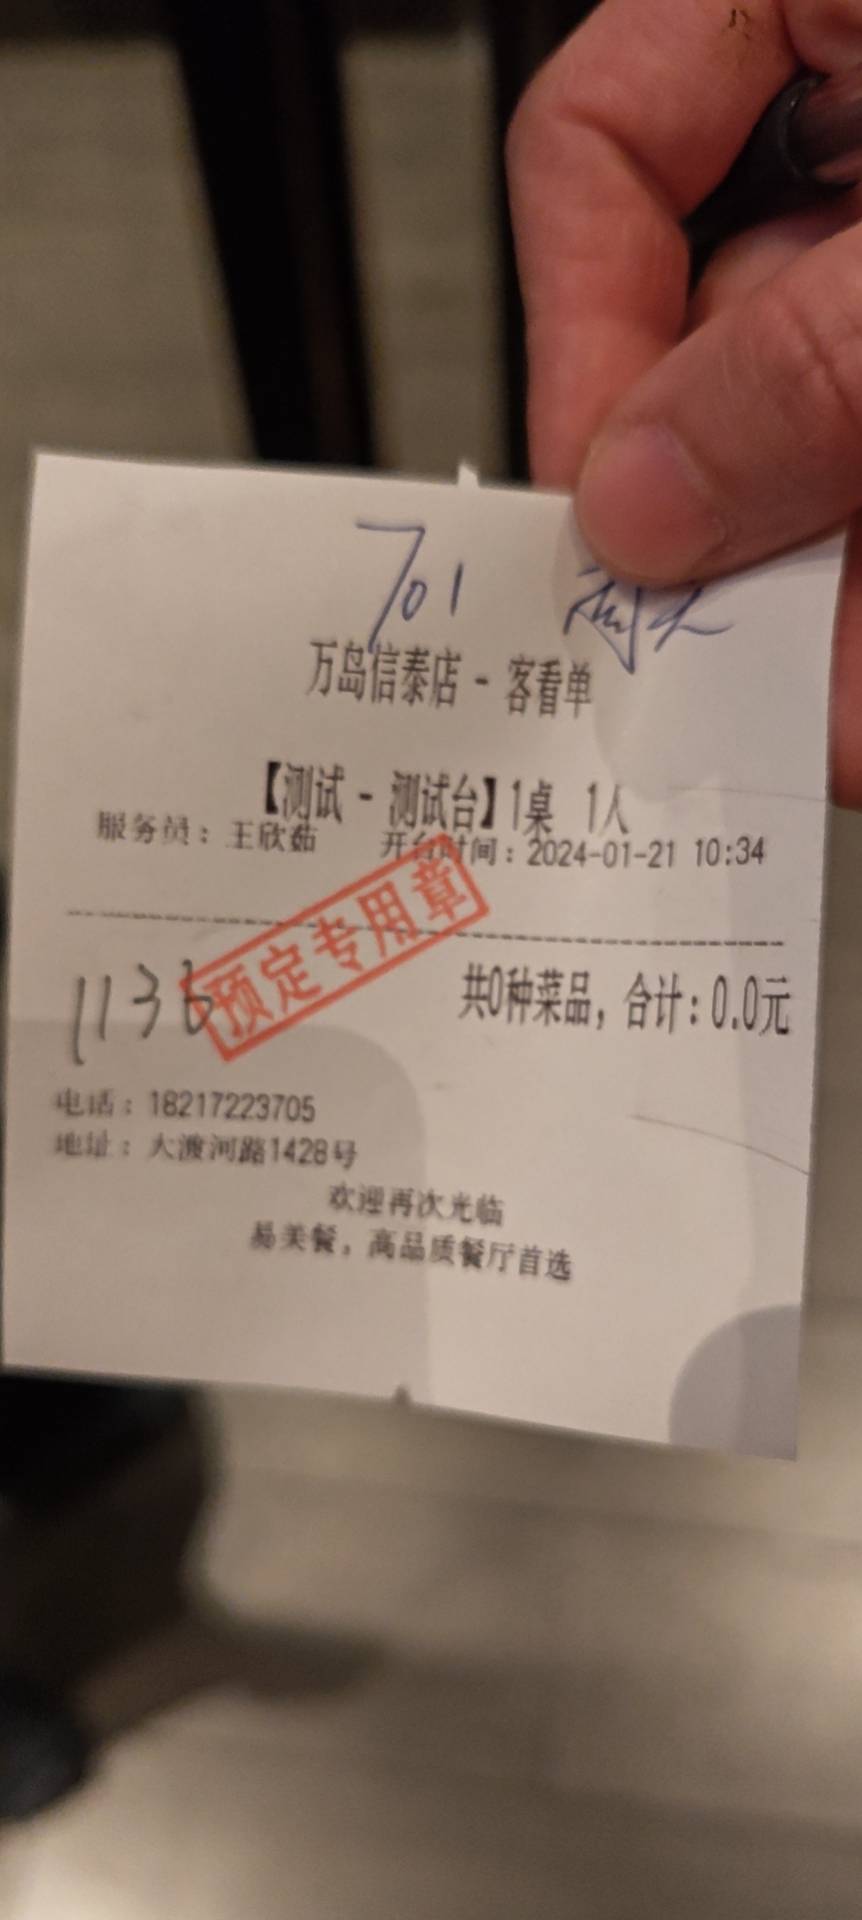 701
万岛信泰店 - 客看单
【测试 - 测试台】1桌 1人
服务员：王欣茹 开台时间：2024-01-21 10:34
预定专用章
1136
共0种菜品，合计：0.0元
电话：18217223705
地址：大渡河路1428号
欢迎再次光临
易美餐，高品质餐厅首选